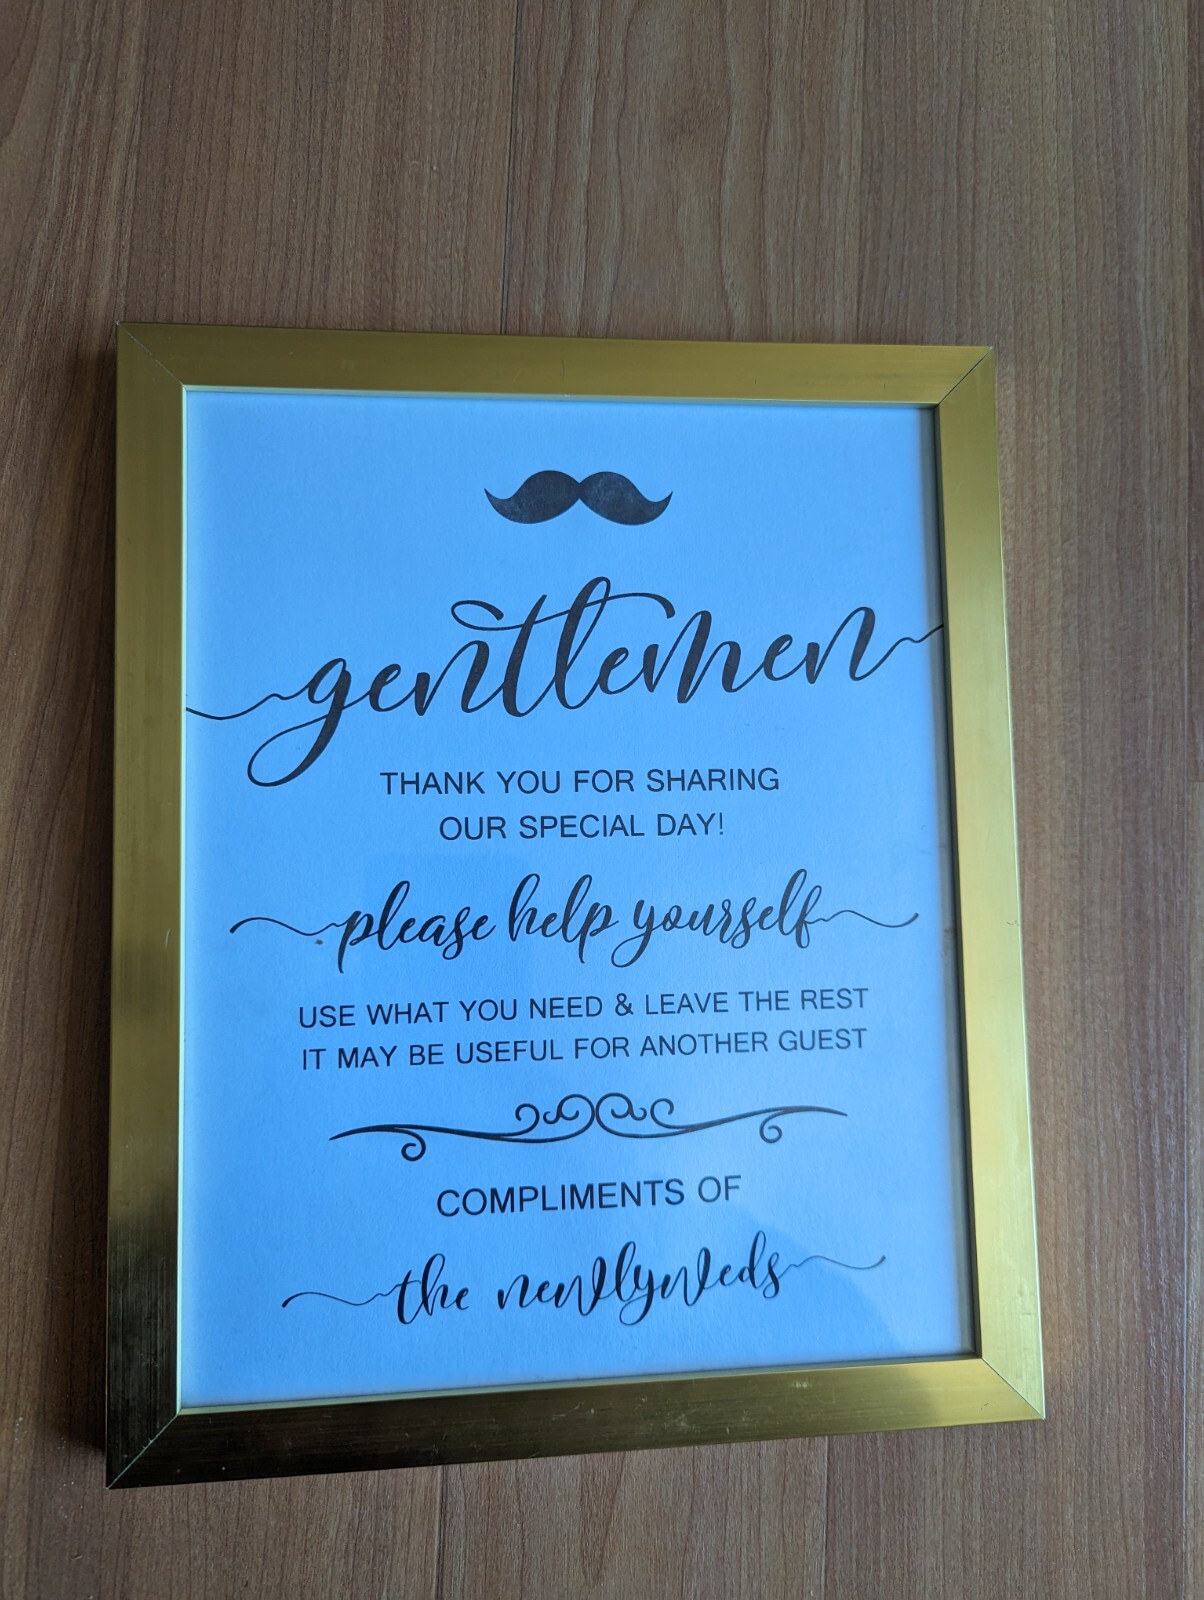 gentlemen
THANK YOU FOR SHARING
OUR SPECIAL DAY!
please help yourself
USE WHAT YOU NEED & LEAVE THE REST
IT MAY BE USEFUL FOR ANOTHER GUEST
COMPLIMENTS OF
the newlyweds